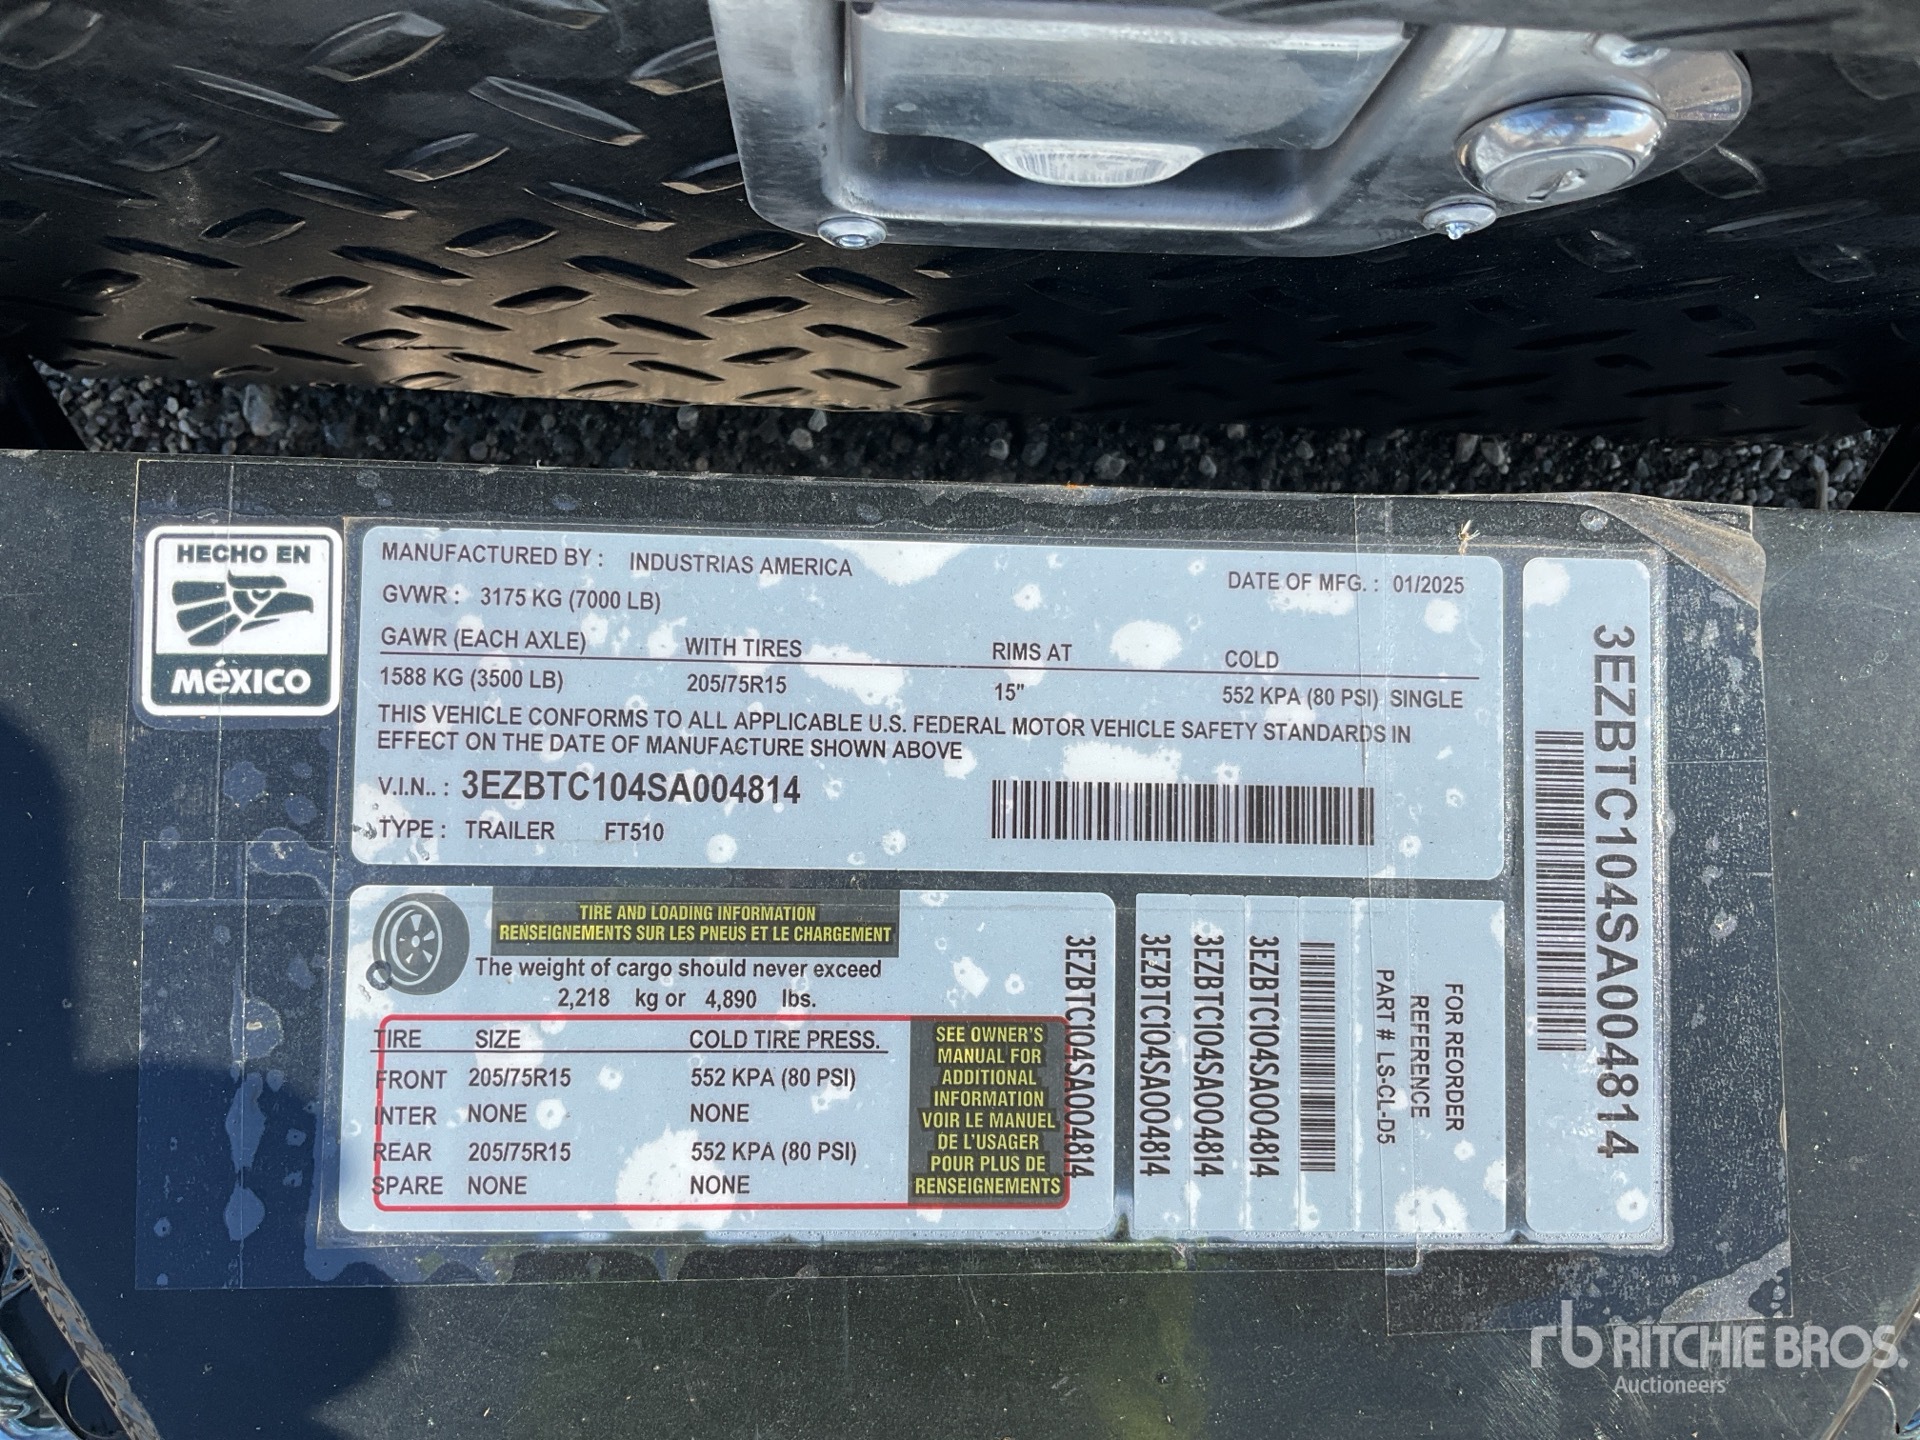 HECHO EN
MéXICO
MANUFACTURED BY : INDUSTRIAS AMERICA
DATE OF MFG. : 01/2025
GVWR : 3175 KG (7000 LB)
GAWR (EACH AXLE) WITH TIRES RIMS AT COLD
1588 KG (3500 LB) 205/75R15 15" 552 KPA (80 PSI) SINGLE
THIS VEHICLE CONFORMS TO ALL APPLICABLE U.S. FEDERAL MOTOR VEHICLE SAFETY STANDARDS IN
EFFECT ON THE DATE OF MANUFACTURE SHOWN ABOVE
V.I.N.. : 3EZBTC104SA004814
TYPE : TRAILER FT510
TIRE AND LOADING INFORMATION
RENSEIGNEMENTS SUR LES PNEUS ET LE CHARGEMENT
The weight of cargo should never exceed
2,218 kg or 4,890 lbs.
TIRE SIZE COLD TIRE PRESS.
FRONT 205/75R15 552 KPA (80 PSI)
INTER NONE NONE
REAR 205/75R15 552 KPA (80 PSI)
SPARE NONE NONE
SEE OWNER'S
MANUAL FOR
ADDITIONAL
INFORMATION
VOIR LE MANUEL
DE L'USAGER
POUR PLUS DE
RENSEIGNEMENTS
3EZBTC104SA004814
3EZBTC104SA004814
3EZBTC104SA004814
3EZBTC104SA004814
FOR REORDER
REFERENCE
PART # LS-CL-D5
3EZBTC104SA004814
rb RITCHIE BROS.
Auctioneers